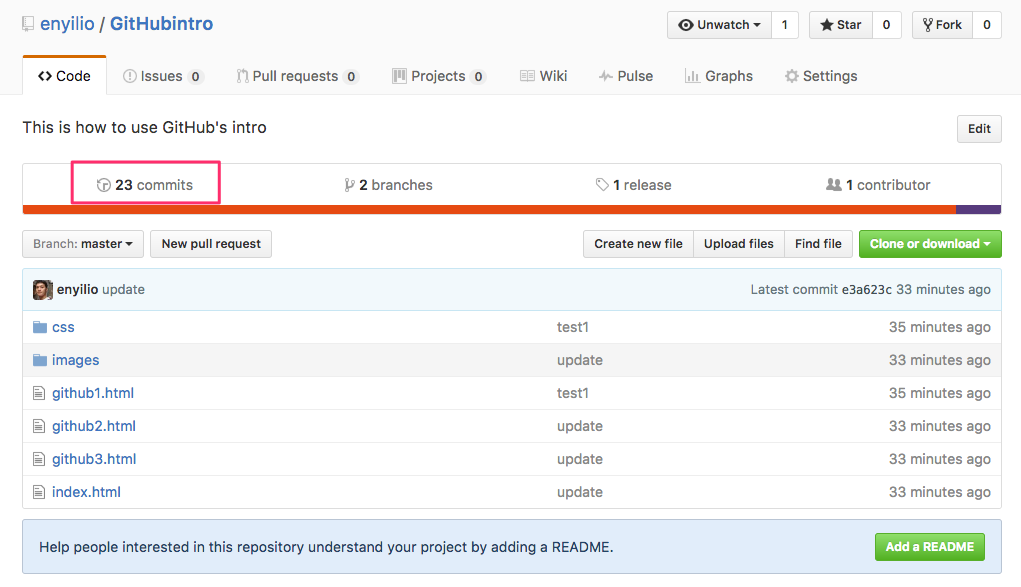 enyilio / GitHubintro Unwatch 1 Star 0 Fork 0
Code Issues 0 Pull requests 0 Projects 0 Wiki Pulse Graphs Settings
This is how to use GitHub's intro Edit
23 commits 2 branches 1 release 1 contributor
Branch: master New pull request Create new file Upload files Find file Clone or download
enyilio update Latest commit e3a623c 33 minutes ago
css test1 35 minutes ago
images update 33 minutes ago
github1.html test1 35 minutes ago
github2.html update 33 minutes ago
github3.html update 33 minutes ago
index.html update 33 minutes ago
Help people interested in this repository understand your project by adding a README. Add a README